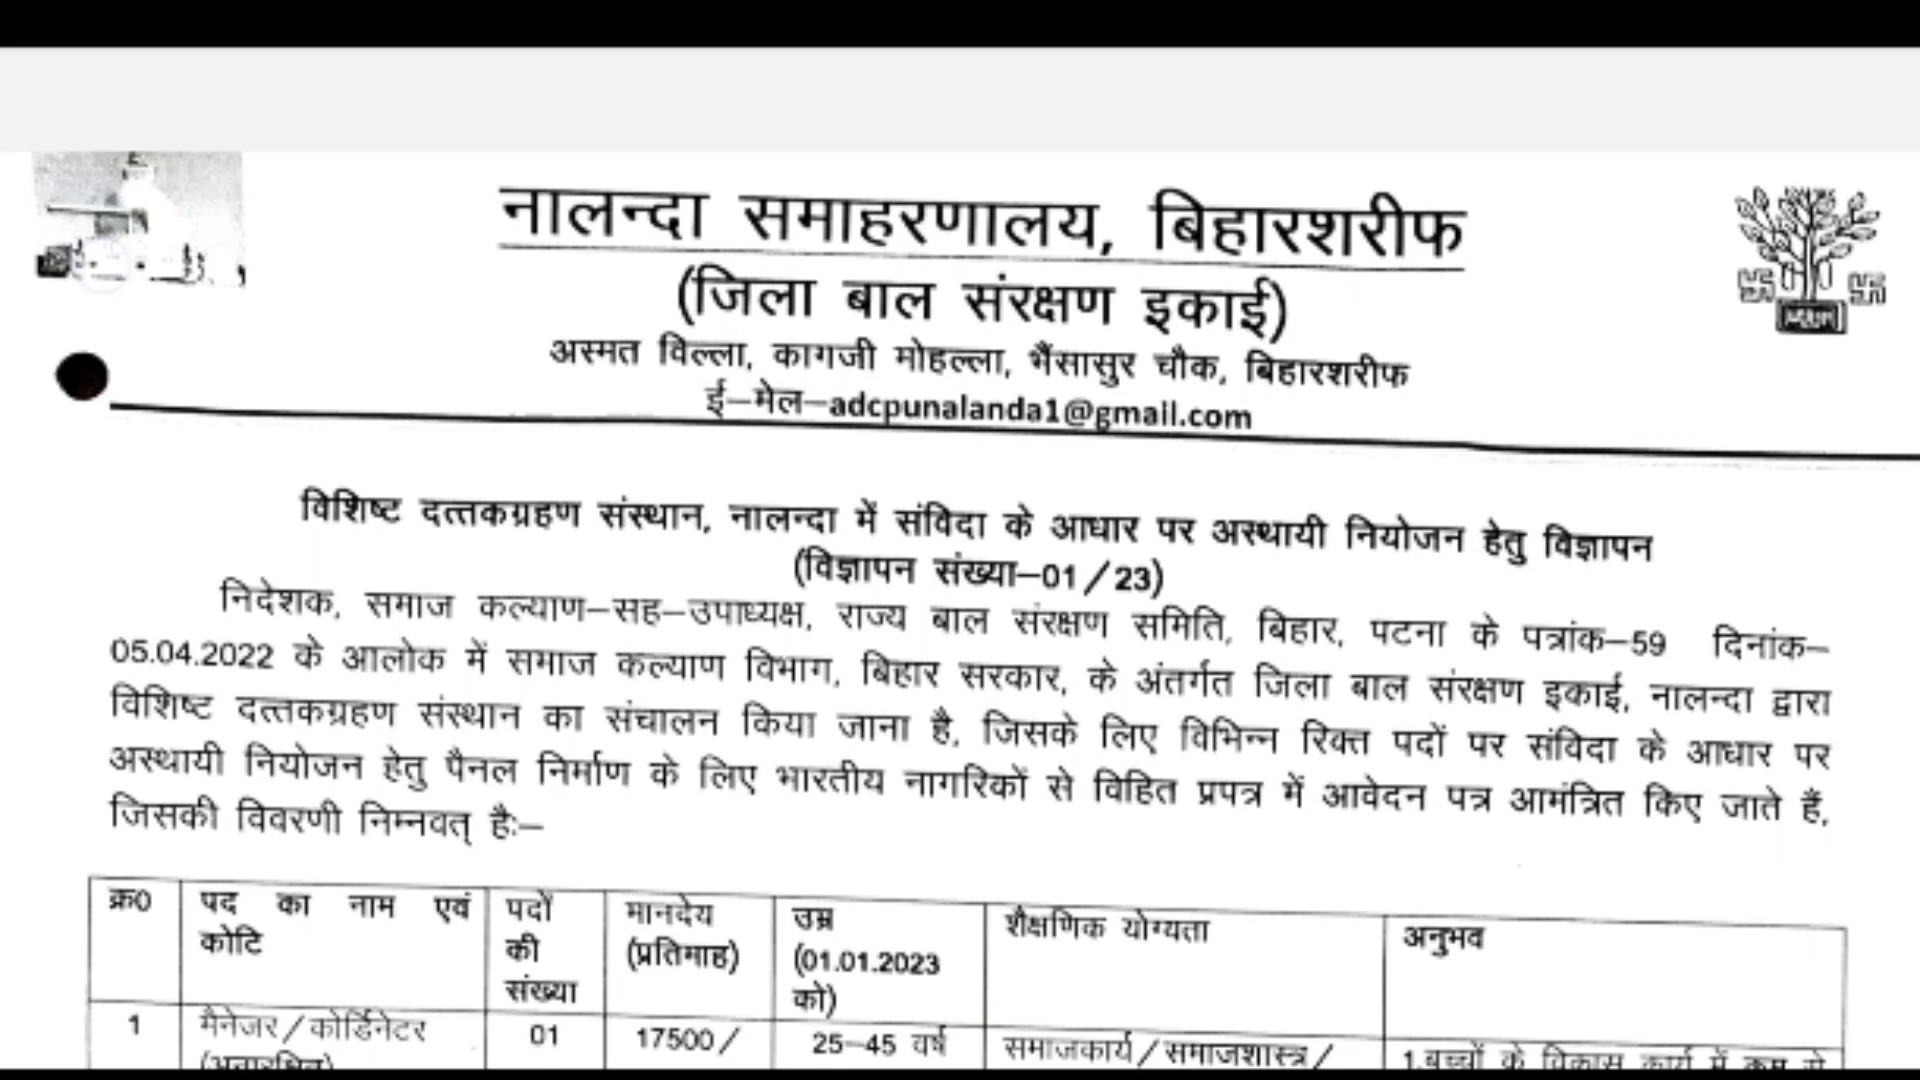 नालन्दा समाहरणालय, बिहारशरीफ
(जिला बाल संरक्षण इकाई)
अस्मत विल्ला, कागजी मोहल्ला, भैंसासुर चौक, बिहारशरीफ
ई–मेल–adcpunalanda1@gmail.com
विशिष्ट दत्तकग्रहण संस्थान, नालन्दा में संविदा के आधार पर अस्थायी नियोजन हेतु विज्ञापन
(विज्ञापन संख्या–01/23)
निदेशक, समाज कल्याण–सह–उपाध्यक्ष, राज्य बाल संरक्षण समिति, बिहार, पटना के पत्रांक–59 दिनांक–
05.04.2022 के आलोक में समाज कल्याण विभाग, बिहार सरकार, के अंतर्गत जिला बाल संरक्षण इकाई, नालन्दा द्वारा
विशिष्ट दत्तकग्रहण संस्थान का संचालन किया जाना है, जिसके लिए विभिन्न रिक्त पदों पर संविदा के आधार पर
अस्थायी नियोजन हेतु पैनल निर्माण के लिए भारतीय नागरिकों से विहित प्रपत्र में आवेदन पत्र आमंत्रित किए जाते हैं,
जिसकी विवरणी निम्नवत् हैः–
क्र0
पद का नाम एवं
कोटि
पदों
की
संख्या
मानदेय
(प्रतिमाह)
उम्र
(01.01.2023
को)
शैक्षणिक योग्यता
अनुभव
1
मैनेजर/कोर्डिनेटर
(अनारक्षित)
01
17500/
25–45 वर्ष
समाजकार्य/समाजशास्त्र/
1.बच्चों के विकास कार्य में कम से